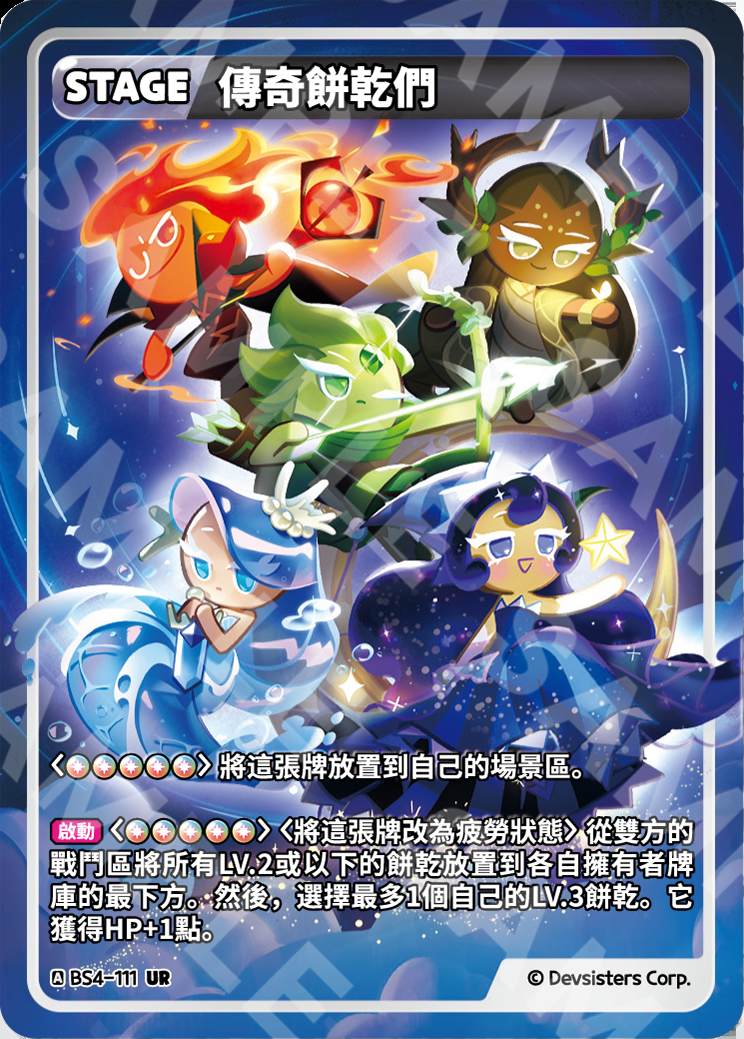 STAGE 傳奇餅乾們
< > 將這張牌放置到自己的場景區。
啟動 < > <將這張牌改為疲勞狀態> 從雙方的
戰鬥區將所有LV.2或以下的餅乾放置到各自擁有者牌
庫的最下方。然後，選擇最多1個自己的LV.3餅乾。它
獲得HP+1點。
A BS4-111 UR
© Devsisters Corp.
SAMPLE